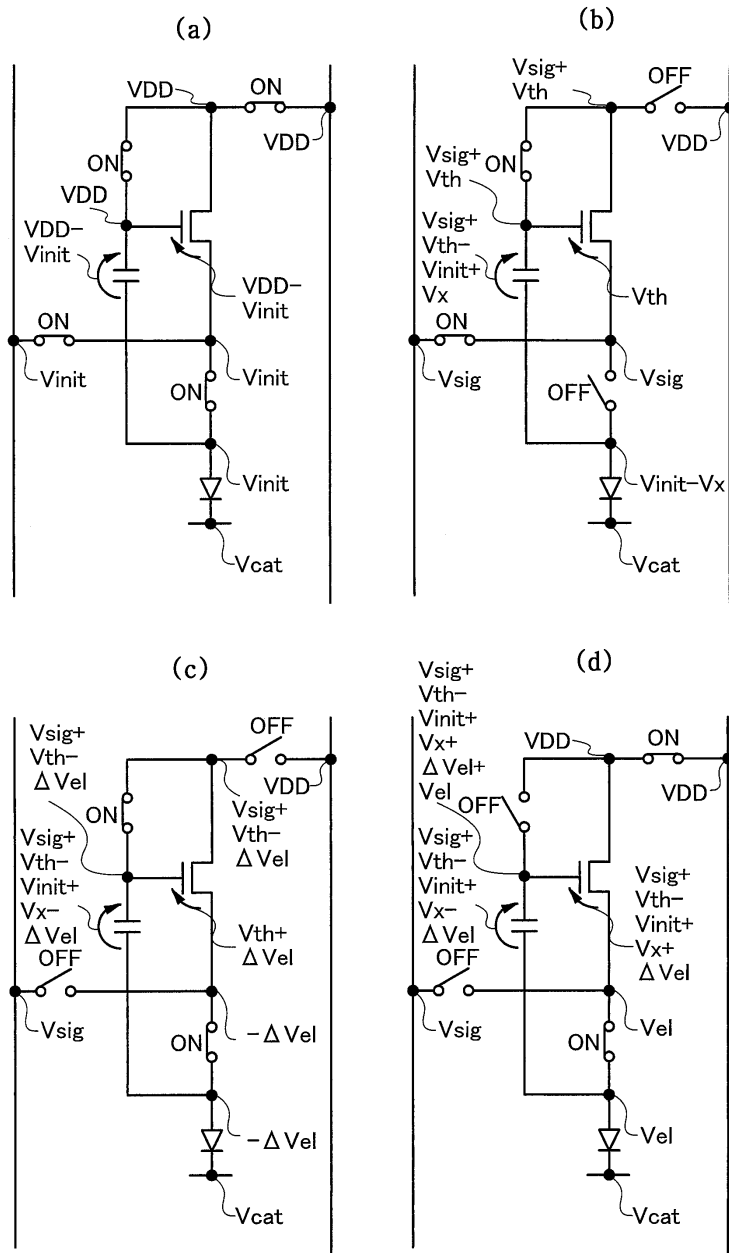 (a)
VDD
ON
VDD
ON
VDD
VDD-
Vinit
VDD-
Vinit
ON
Vinit
Vinit
ON
Vinit
Vcat
(b)
Vsig+
Vth
OFF
VDD
ON
Vsig+
Vth
Vsig+
Vth-
Vinit+
Vx
Vth
ON
Vsig
Vsig
OFF
Vinit-Vx
Vcat
(c)
Vsig+
Vth-
ΔVel
OFF
VDD
ON
Vsig+
Vth-
ΔVel
Vsig+
Vth-
Vinit+
Vx-
ΔVel
Vth+
ΔVel
OFF
Vsig
-ΔVel
ON
-ΔVel
Vcat
(d)
Vsig+
Vth-
Vinit+
Vx+
ΔVel+
Vel
VDD
ON
VDD
OFF
Vsig+
Vth-
Vinit+
Vx-
ΔVel
Vsig+
Vth-
Vinit+
Vx+
ΔVel
OFF
Vsig
Vel
ON
Vel
Vcat